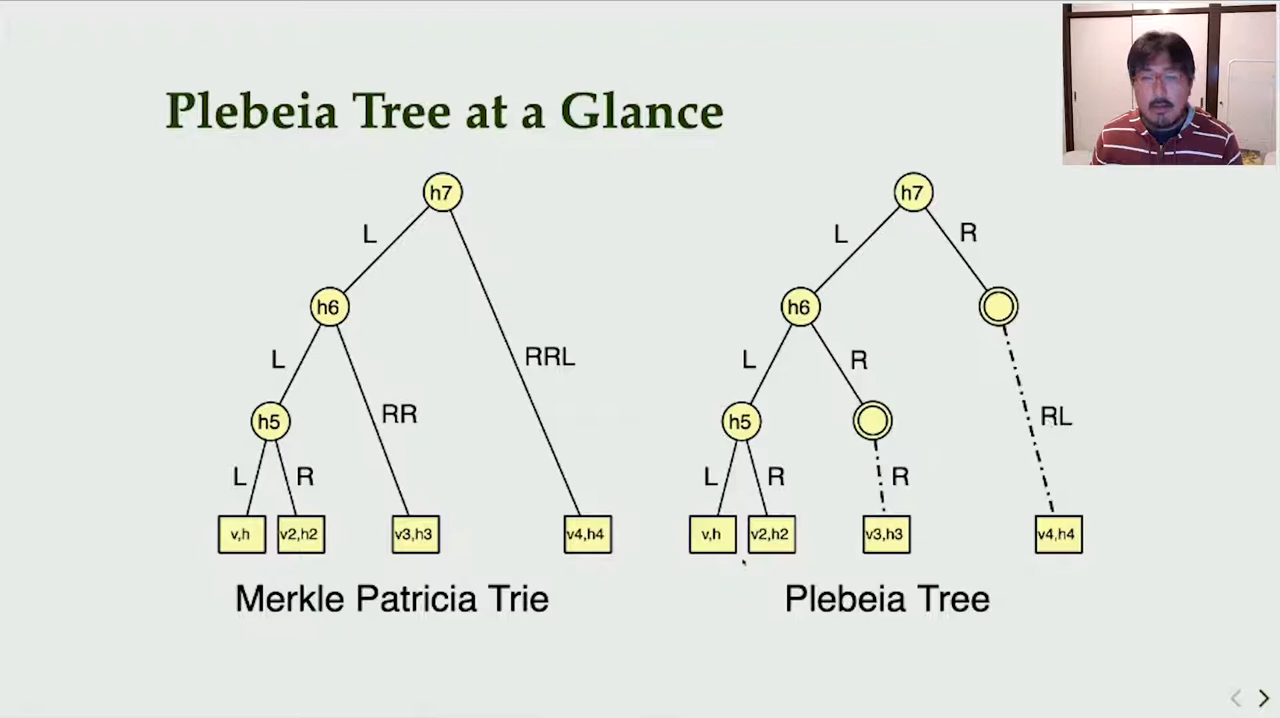 Plebeia Tree at a Glance
h7
L
h6
L
RRL
h5
RR
L
R
v,h
v2,h2
v3,h3
v4,h4
Merkle Patricia Trie
h7
L
R
h6
L
R
h5
RL
L
R
R
v,h
v2,h2
v3,h3
v4,h4
Plebeia Tree